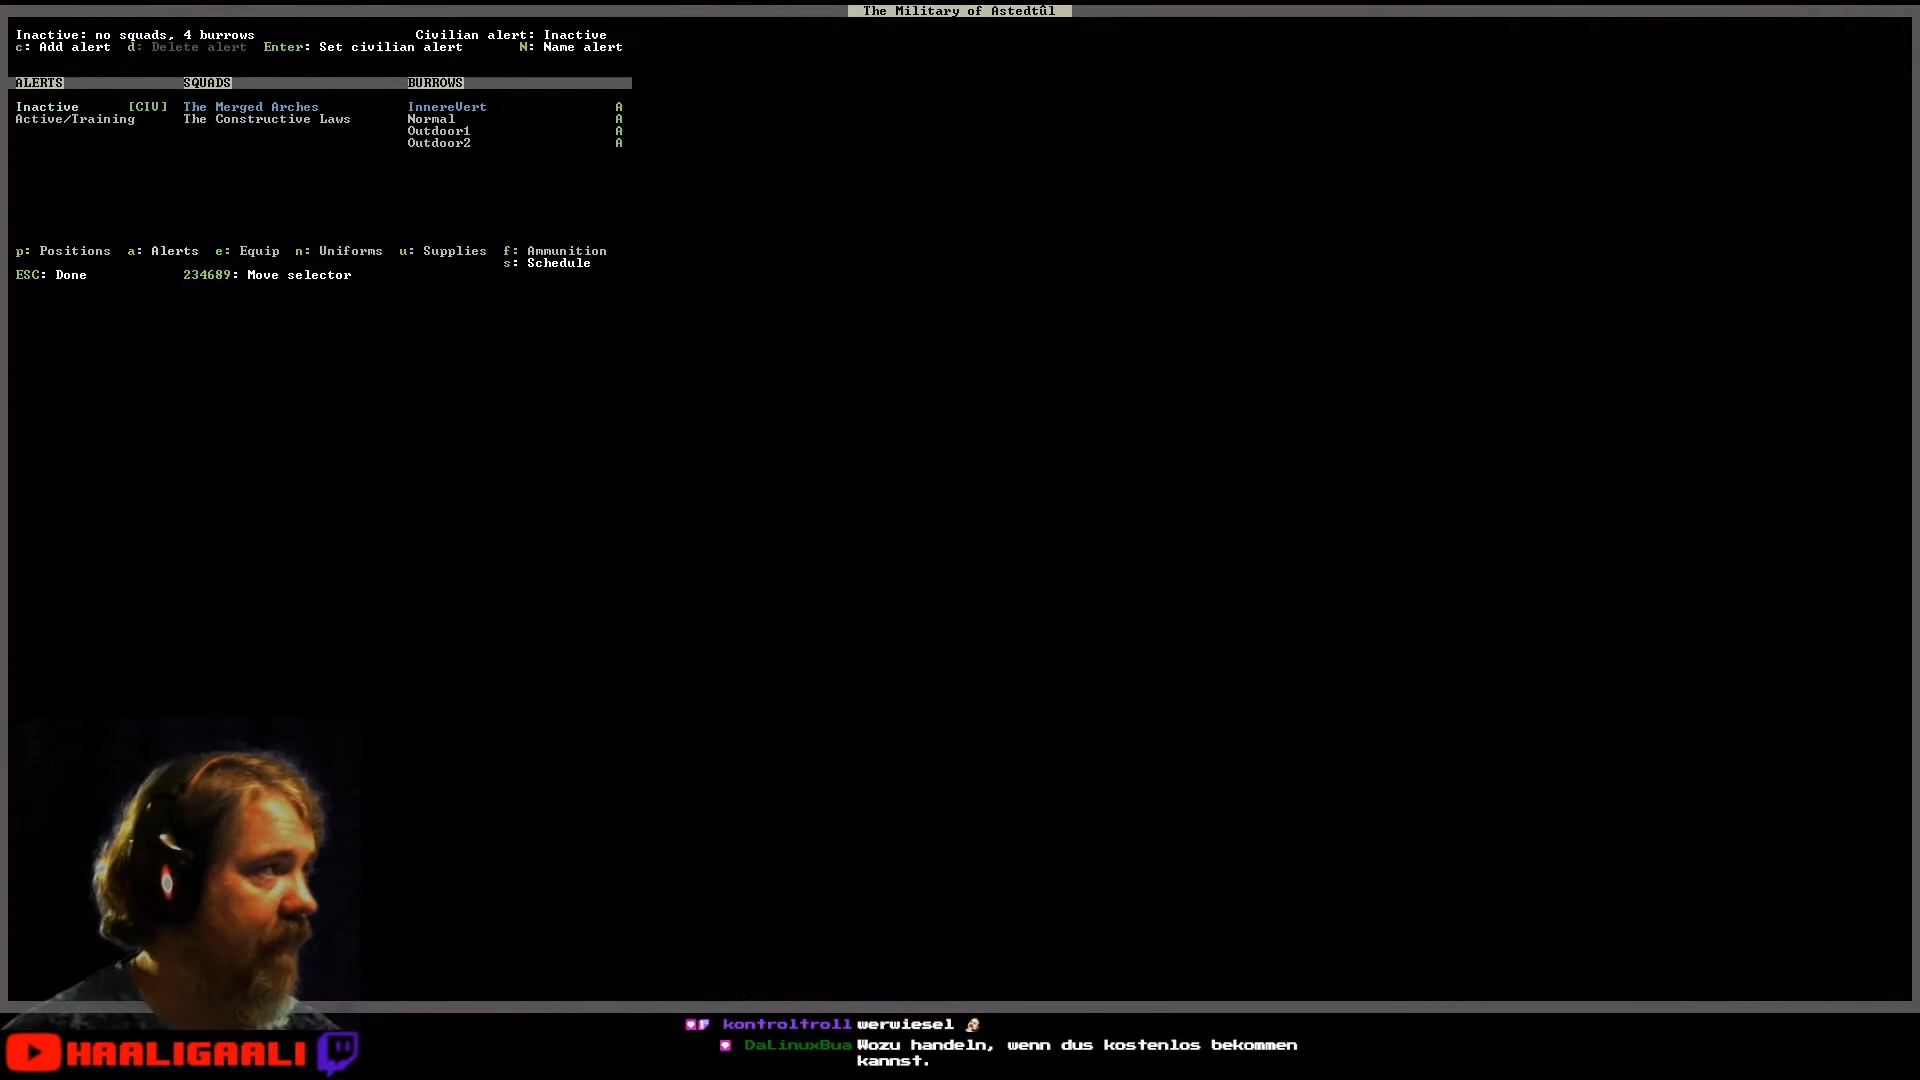 The Military of Astedtûl
Inactive: no squads, 4 burrows Civilian alert: Inactive
c: Add alert d: Delete alert Enter: Set civilian alert N: Name alert
ALERTS SQUADS BURROWS
Inactive [CIV] The Merged Arches InnereVert A
Active/Training The Constructive Laws Normal A
Outdoor1 A
Outdoor2 A
p: Positions a: Alerts e: Equip n: Uniforms u: Supplies f: Ammunition
s: Schedule
ESC: Done 234689: Move selector
kontroltroll werwiesel
DaLinuxBua Wozu handeln, wenn dus kostenlos bekommen
kannst.
HAALIGAALI